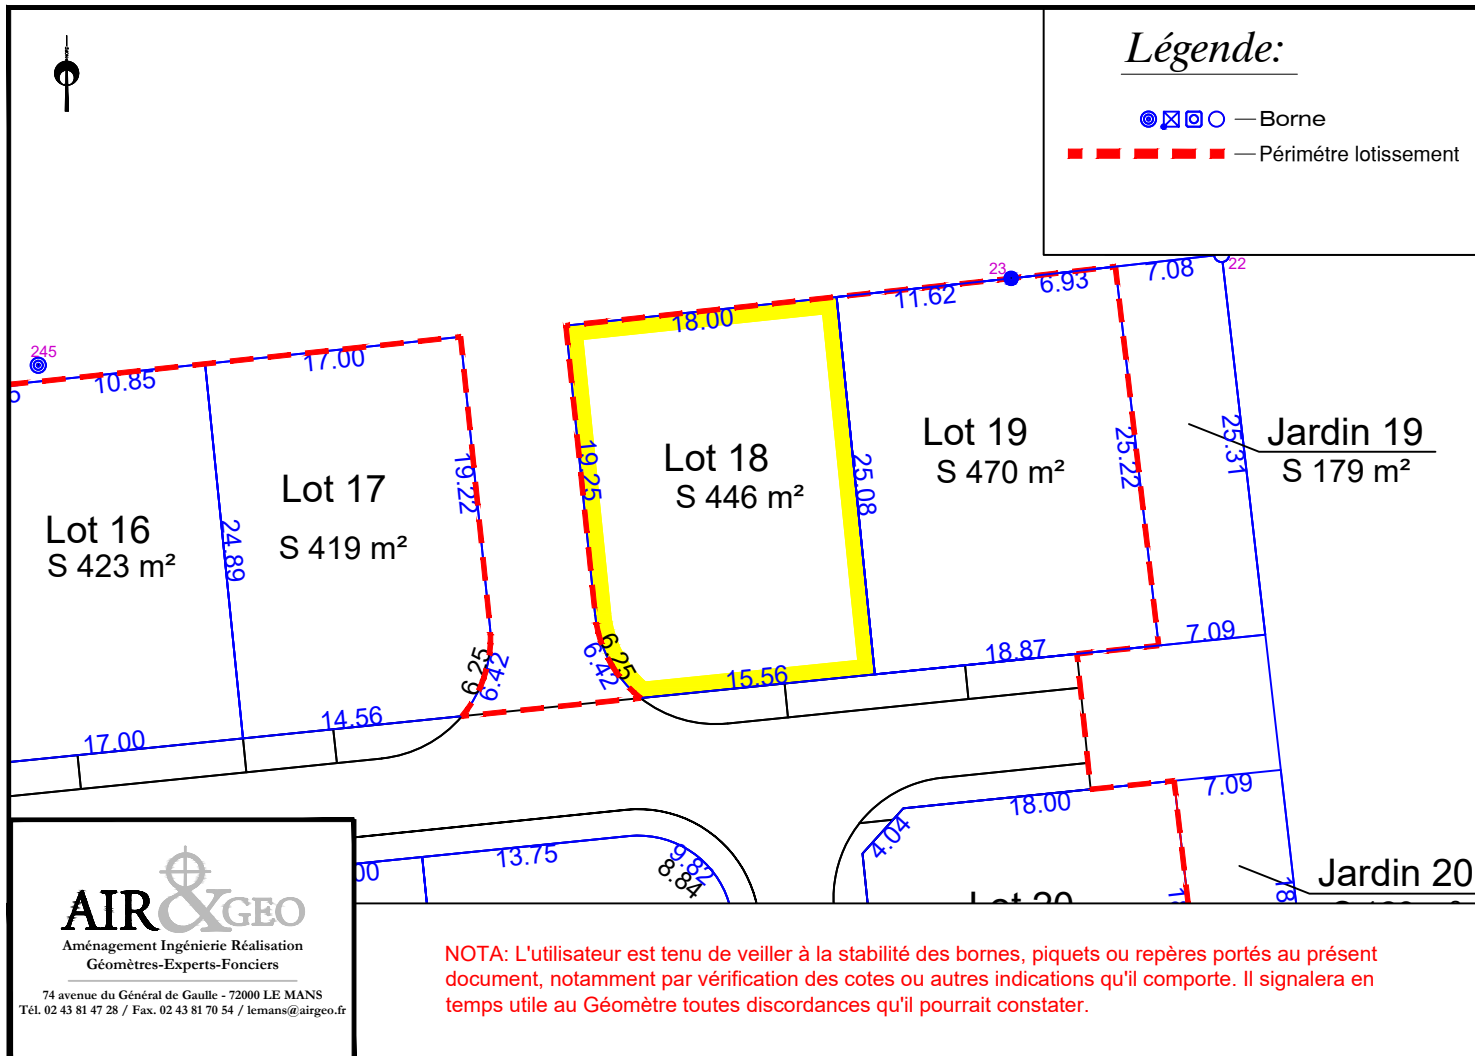 Légende:
Borne
Périmétre lotissement
23
22
6.93
7.08
11.62
18.00
245
10.85
17.00
Lot 16
S 423 m²
24.89
Lot 17
S 419 m²
19.22
19.25
Lot 18
S 446 m²
25.08
Lot 19
S 470 m²
25.22
25.31
Jardin 19
S 179 m²
6.25
6.42
6.25
6.42
15.56
18.87
7.09
14.56
17.00
7.09
18.00
4.04
13.75
9.82
8.84
00
Lot 20
18
Jardin 20
AIR&GEO
Aménagement Ingénierie Réalisation
Géomètres-Experts-Fonciers
74 avenue du Général de Gaulle - 72000 LE MANS
Tél. 02 43 81 47 28 / Fax. 02 43 81 70 54 / lemans@airgeo.fr
NOTA: L'utilisateur est tenu de veiller à la stabilité des bornes, piquets ou repères portés au présent
document, notamment par vérification des cotes ou autres indications qu'il comporte. Il signalera en
temps utile au Géomètre toutes discordances qu'il pourrait constater.